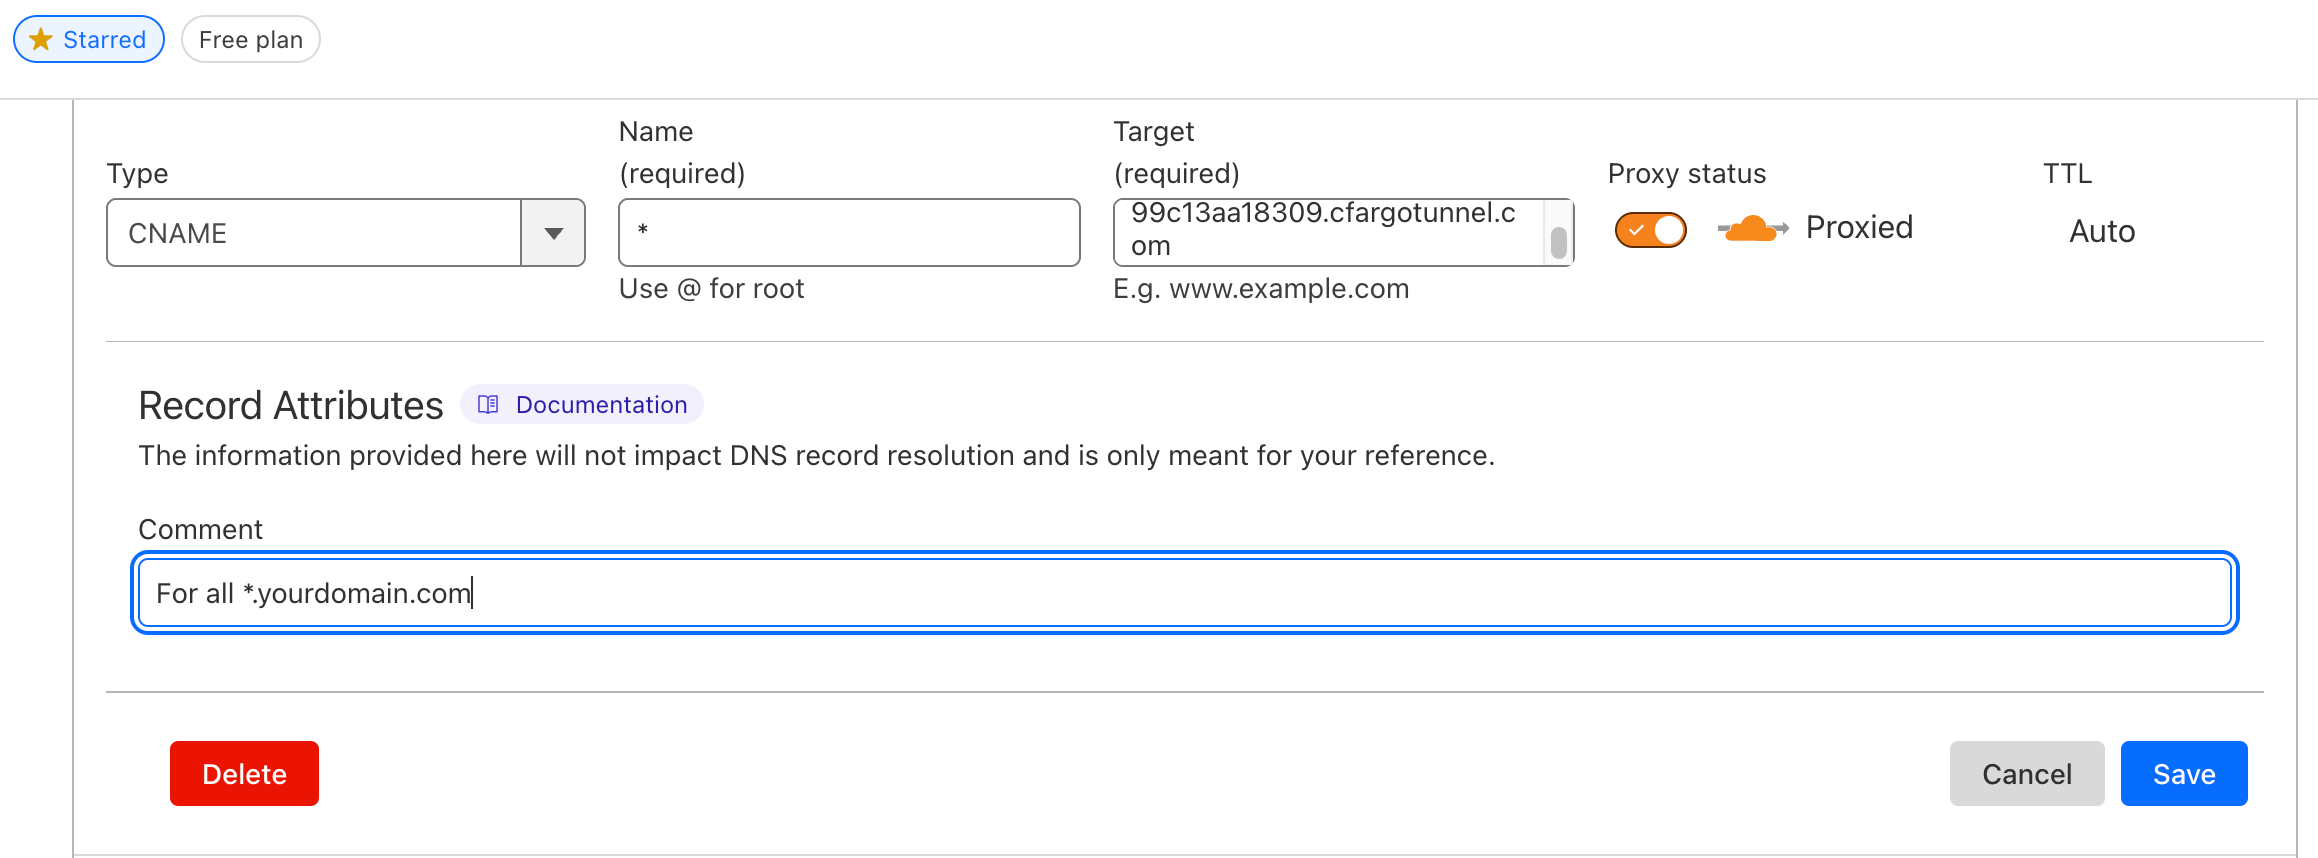 Starred
Free plan
Type
Name
(required)
Target
(required)
Proxy status
TTL
CNAME
*
99c13aa18309.cfargotunnel.c
om
Proxied
Auto
Use @ for root
E.g. www.example.com
Record Attributes
Documentation
The information provided here will not impact DNS record resolution and is only meant for your reference.
Comment
For all *.yourdomain.com
Delete
Cancel
Save